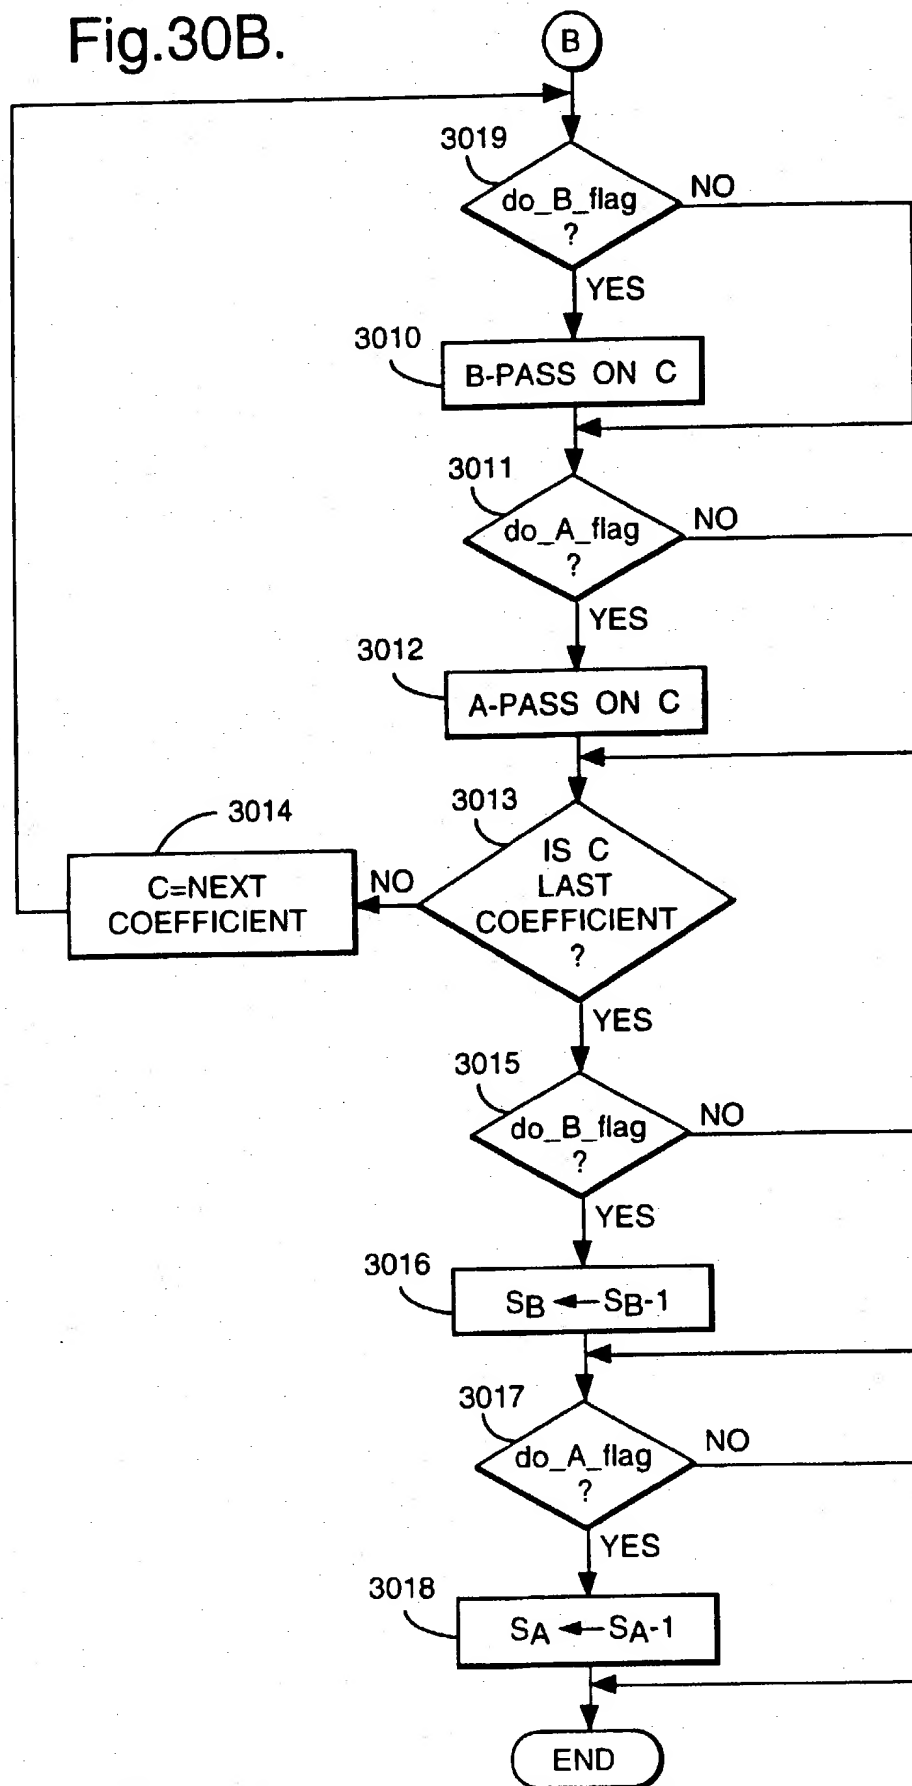 Fig.30B.
B
3019
do_B_flag
?
NO
YES
3010
B-PASS ON C
3011
do_A_flag
?
NO
YES
3012
A-PASS ON C
3013
IS C
LAST
COEFFICIENT
?
NO
3014
C=NEXT
COEFFICIENT
YES
3015
do_B_flag
?
NO
YES
3016
SB ← SB-1
3017
do_A_flag
?
NO
YES
3018
SA ← SA-1
END